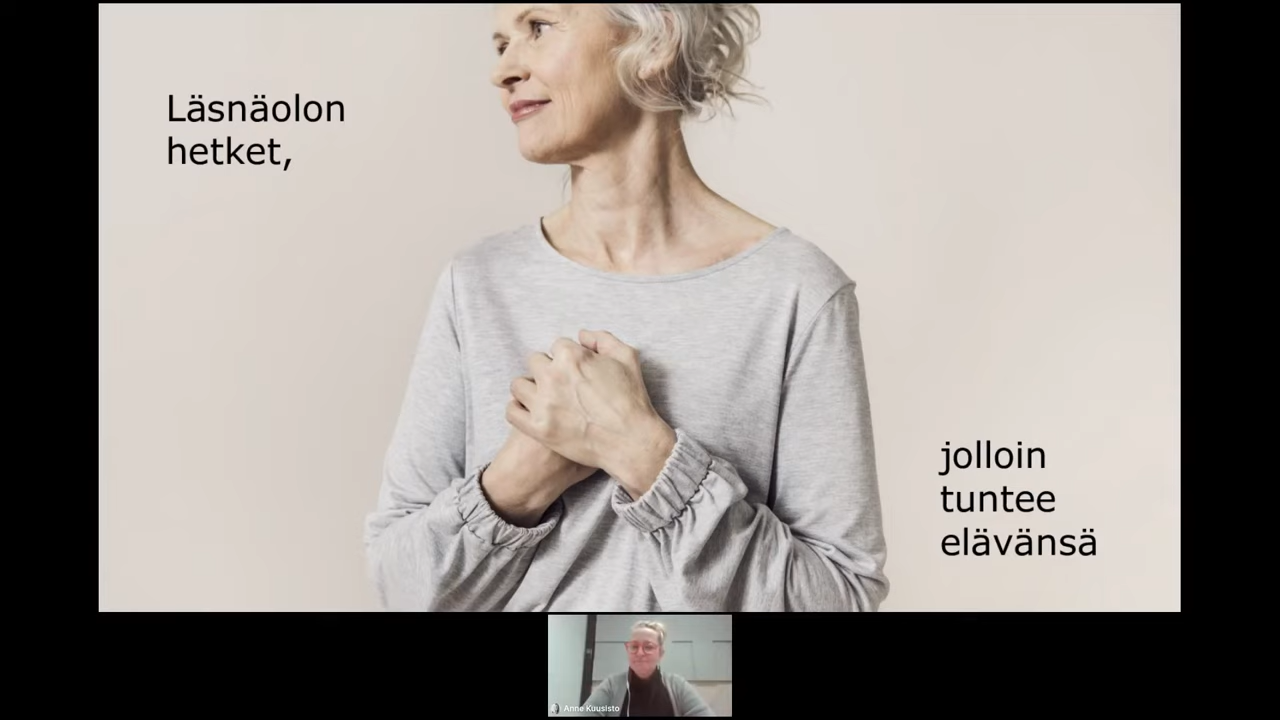 Läsnäolon
hetket,
jolloin
tuntee
elävänsä
Anne Kuusisto